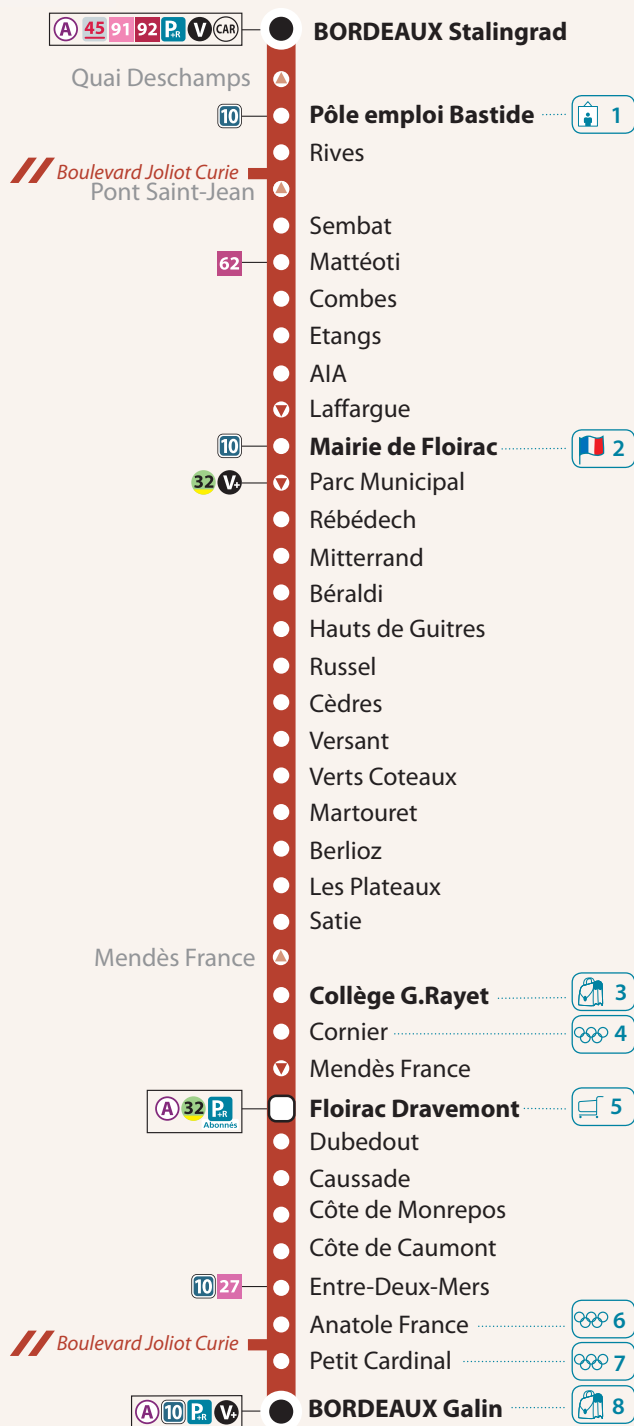 A 45 91 92 P+R V CAR BORDEAUX Stalingrad
Quai Deschamps
10 Pôle emploi Bastide 1
Rives
Boulevard Joliot Curie
Pont Saint-Jean
Sembat
62 Mattéoti
Combes
Etangs
AIA
Laffargue
10 Mairie de Floirac 2
32 V+ Parc Municipal
Rébédech
Mitterrand
Béraldi
Hauts de Guitres
Russel
Cèdres
Versant
Verts Coteaux
Martouret
Berlioz
Les Plateaux
Satie
Mendès France
Collège G.Rayet 3
Cornier 4
Mendès France
A 32 P+R Abonnés Floirac Dravemont 5
Dubedout
Caussade
Côte de Monrepos
Côte de Caumont
10 27 Entre-Deux-Mers
Anatole France 6
Boulevard Joliot Curie
Petit Cardinal 7
A 10 P+R V+ BORDEAUX Galin 8